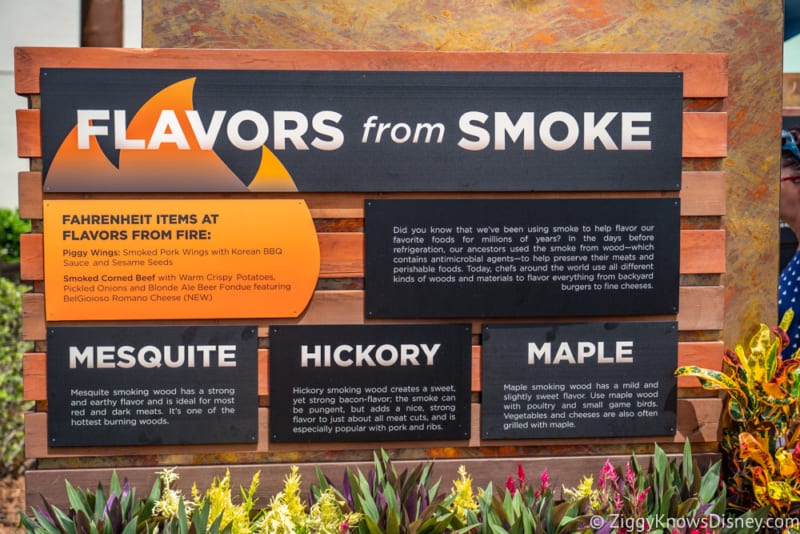 FLAVORS from SMOKE
FAHRENHEIT ITEMS AT
FLAVORS FROM FIRE:
Piggy Wings: Smoked Pork Wings with Korean BBQ
Sauce and Sesame Seeds
Smoked Corned Beef with Warm Crispy Potatoes,
Pickled Onions and Blonde Ale Beer Fondue featuring
BelGioioso Romano Cheese (NEW)
Did you know that we've been using smoke to help flavor our
favorite foods for millions of years? In the days before
refrigeration, our ancestors used the smoke from wood—which
contains antimicrobial agents—to help preserve their meats and
perishable foods. Today, chefs around the world use all different
kinds of woods and materials to flavor everything from backyard
burgers to fine cheeses.
MESQUITE
Mesquite smoking wood has a strong
and earthy flavor and is ideal for most
red and dark meats. It's one of the
hottest burning woods.
HICKORY
Hickory smoking wood creates a sweet,
yet strong bacon-flavor; the smoke can
be pungent, but adds a nice, strong
flavor to just about all meat cuts, and is
especially popular with pork and ribs.
MAPLE
Maple smoking wood has a mild and
slightly sweet flavor. Use maple wood
with poultry and small game birds.
Vegetables and cheeses are also often
grilled with maple.
© ZiggyKnowsDisney.com